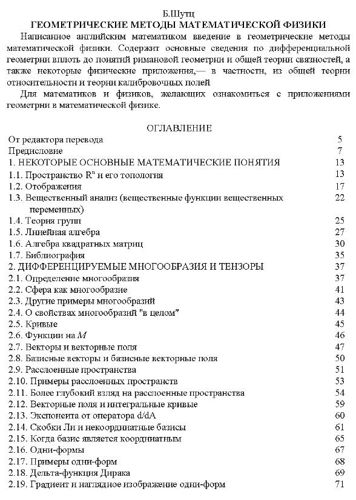 Б.Шутц
ГЕОМЕТРИЧЕСКИЕ МЕТОДЫ МАТЕМАТИЧЕСКОЙ ФИЗИКИ
Написанное английским математиком введение в геометрические методы
математической физики. Содержит основные сведения по дифференциальной
геометрии вплоть до понятий римановой геометрии и общей теории связностей, а
также некоторые физические приложения,— в частности, из общей теории
относительности и теории калибровочных полей
Для математиков и физиков, желающих ознакомиться с приложениями
геометрии в математической физике.
ОГЛАВЛЕНИЕ
От редактора перевода 5
Предисловие 7
1. НЕКОТОРЫЕ ОСНОВНЫЕ МАТЕМАТИЧЕСКИЕ ПОНЯТИЯ 13
1.1. Пространство Rⁿ и его топология 13
1.2. Отображения 17
1.3. Вещественный анализ (вещественные функции вещественных 22
переменных)
1.4. Теория групп 25
1.5. Линейная алгебра 27
1.6. Алгебра квадратных матриц 30
1.7. Библиография 35
2. ДИФФЕРЕНЦИРУЕМЫЕ МНОГООБРАЗИЯ И ТЕНЗОРЫ 37
2.1. Определение многообразия 37
2.2. Сфера как многообразие 41
2.3. Другие примеры многообразий 43
2.4. О свойствах многообразий "в целом" 44
2.5. Кривые 45
2.6. Функции на M 46
2.7. Векторы и векторные поля 47
2.8. Базисные векторы и базисные векторные поля 50
2.9. Расслоенные пространства 51
2.10. Примеры расслоенных пространств 53
2.11. Более глубокий взгляд на расслоенные пространства 54
2.12. Векторные поля и интегральные кривые 59
2.13. Экспонента от оператора d/dΛ 60
2.14. Скобки Ли и некоординатные базисы 61
2.15. Когда базис является координатным 65
2.16. Одни-формы 67
2.17. Примеры одни-форм 68
2.18. Дельта-функция Дирака 69
2.19. Градиент и наглядное изображение одни-форм 71